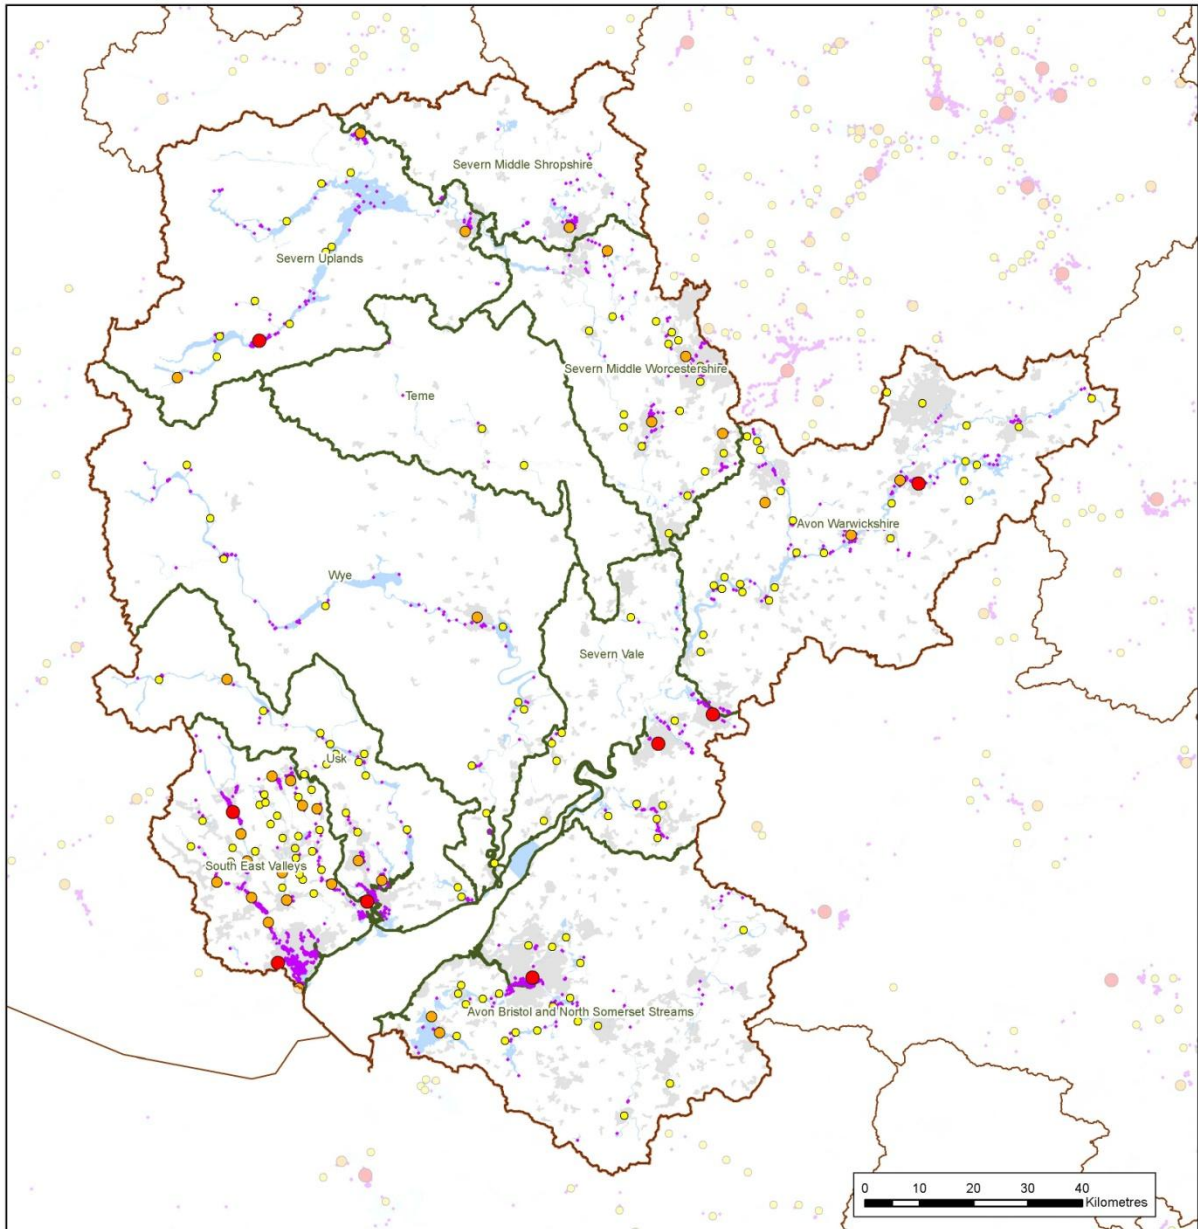 Severn Middle Shropshire
Severn Uplands
Severn Middle Worcestershire
Teme
Avon Warwickshire
Wye
Severn Vale
Usk
South East Valleys
Avon Bristol and North Somerset Streams
0 10 20 30 40
Kilometres